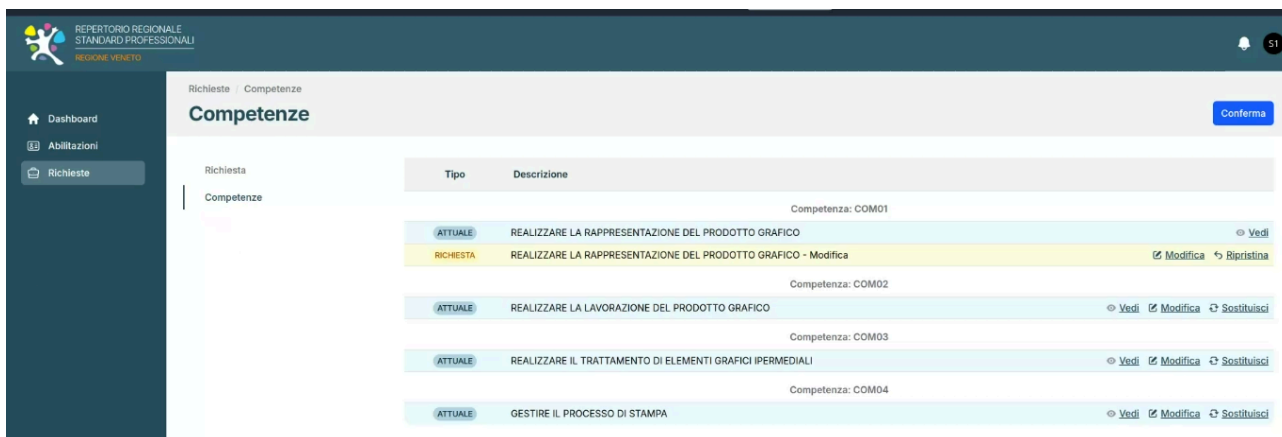 REPERTORIO REGIONALE
STANDARD PROFESSIONALI
REGIONE VENETO
S1
Dashboard
Abilitazioni
Richieste
Richieste / Competenze
Competenze
Conferma
Richiesta
Competenze
Tipo Descrizione
Competenza: COM01
ATTUALE REALIZZARE LA RAPPRESENTAZIONE DEL PRODOTTO GRAFICO Vedi
RICHIESTA REALIZZARE LA RAPPRESENTAZIONE DEL PRODOTTO GRAFICO - Modifica Modifica Ripristina
Competenza: COM02
ATTUALE REALIZZARE LA LAVORAZIONE DEL PRODOTTO GRAFICO Vedi Modifica Sostituisci
Competenza: COM03
ATTUALE REALIZZARE IL TRATTAMENTO DI ELEMENTI GRAFICI IPERMEDIALI Vedi Modifica Sostituisci
Competenza: COM04
ATTUALE GESTIRE IL PROCESSO DI STAMPA Vedi Modifica Sostituisci